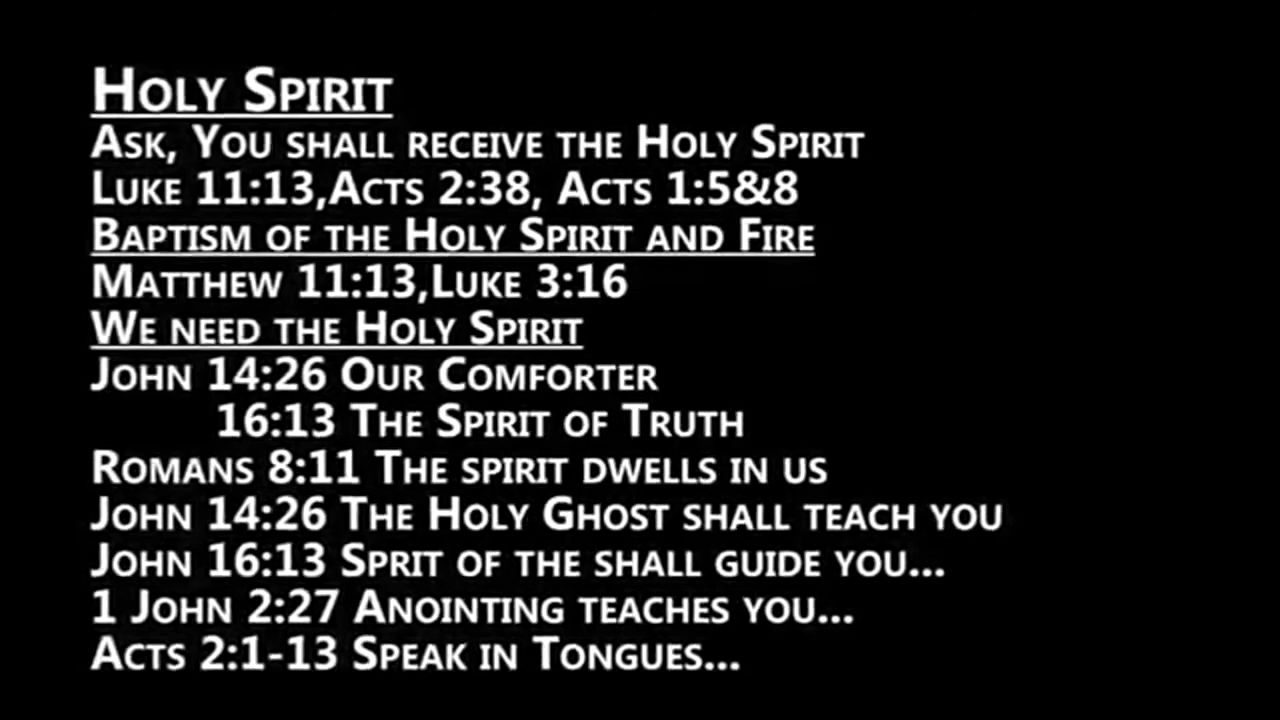 Holy Spirit
Ask, You shall receive the Holy Spirit
Luke 11:13,Acts 2:38, Acts 1:5&8
Baptism of the Holy Spirit and Fire
Matthew 11:13,Luke 3:16
We need the Holy Spirit
John 14:26 Our Comforter
16:13 The Spirit of Truth
Romans 8:11 The spirit dwells in us
John 14:26 The Holy Ghost shall teach you
John 16:13 Sprit of the shall guide you...
1 John 2:27 Anointing teaches you...
Acts 2:1-13 Speak in Tongues...